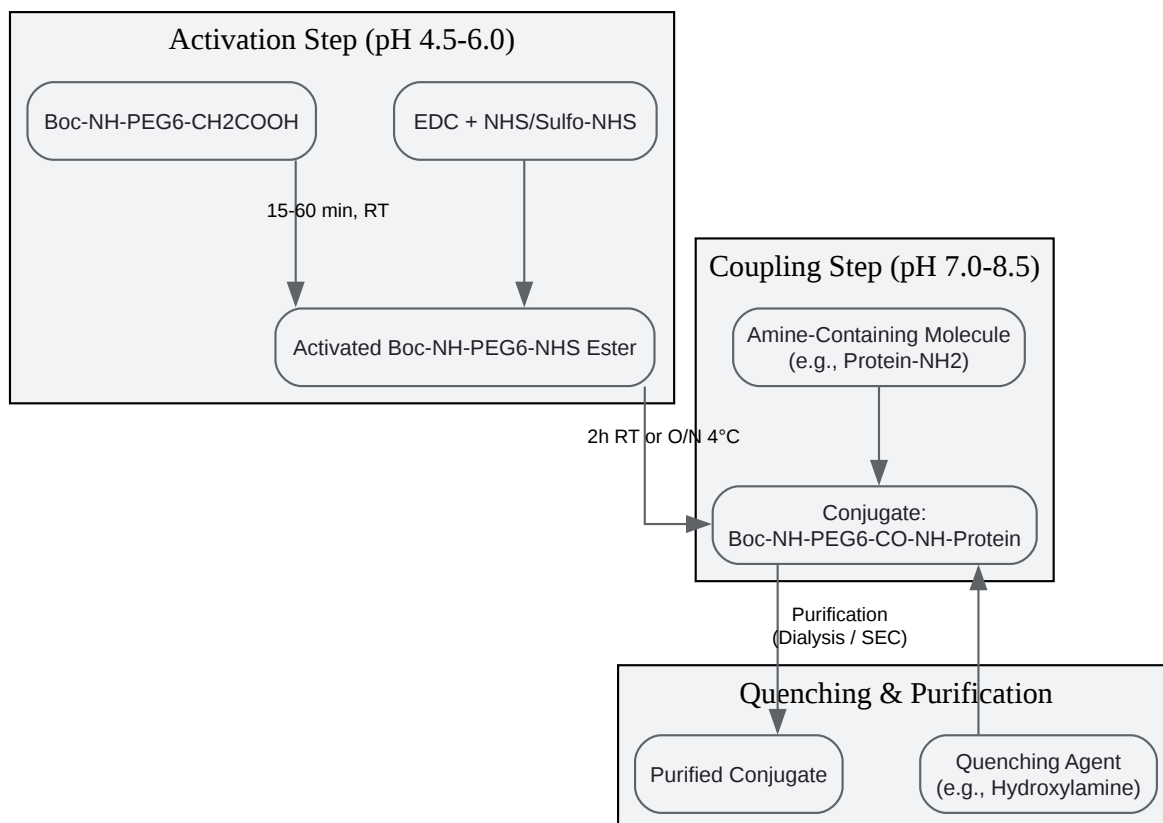 Activation Step (pH 4.5-6.0)
Boc-NH-PEG6-CH2COOH
EDC + NHS/Sulfo-NHS
15-60 min, RT
Activated Boc-NH-PEG6-NHS Ester
2h RT or O/N 4°C
Coupling Step (pH 7.0-8.5)
Amine-Containing Molecule
(e.g., Protein-NH2)
Conjugate:
Boc-NH-PEG6-CO-NH-Protein
Purification
(Dialysis / SEC)
Quenching & Purification
Purified Conjugate
Quenching Agent
(e.g., Hydroxylamine)